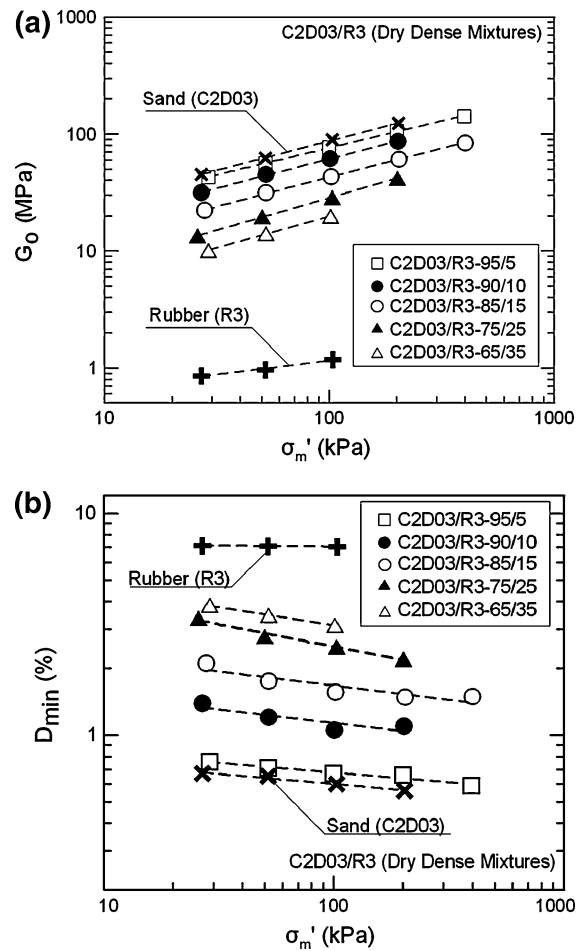 (a)
1000
C2D03/R3 (Dry Dense Mixtures)
Sand (C2D03)
100
G₀ (MPa)
10
C2D03/R3-95/5
C2D03/R3-90/10
C2D03/R3-85/15
C2D03/R3-75/25
C2D03/R3-65/35
Rubber (R3)
1
10
100
1000
σm' (kPa)
(b)
10
C2D03/R3-95/5
C2D03/R3-90/10
C2D03/R3-85/15
C2D03/R3-75/25
C2D03/R3-65/35
Rubber (R3)
Dmin (%)
1
Sand (C2D03)
C2D03/R3 (Dry Dense Mixtures)
10
100
1000
σm' (kPa)